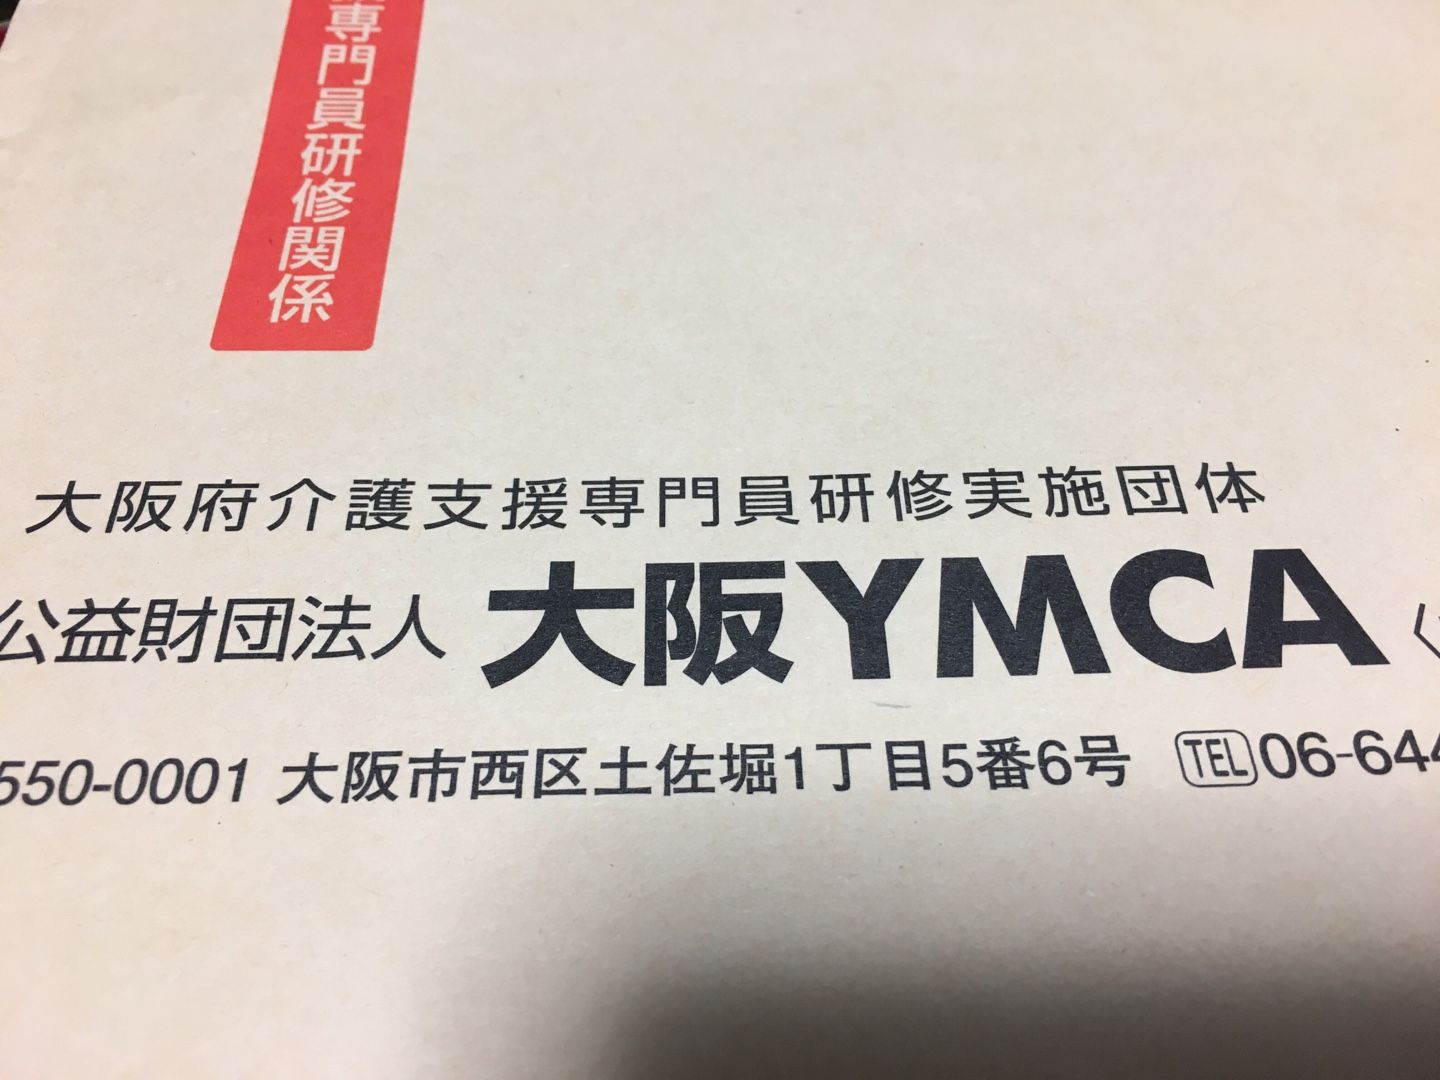 専門員研修関係
大阪府介護支援専門員研修実施団体
公益財団法人 大阪YMCA
550-0001 大阪市西区土佐堀1丁目5番6号 TEL 06-644